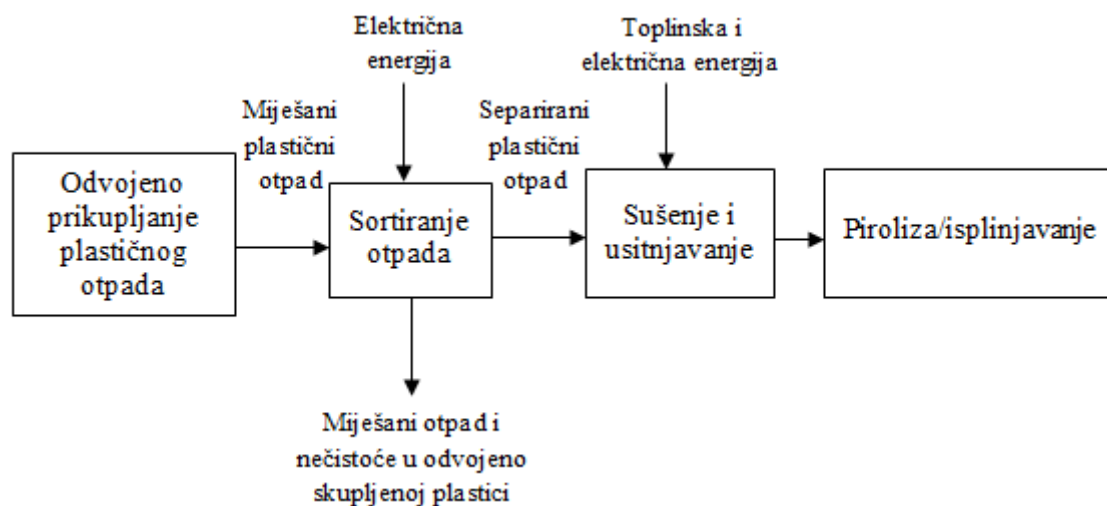 Električna
energija
Toplinska i
električna energija
Miješani
plastični
otpad
Separirani
plastični
otpad
Odvojeno
prikupljanje
plastičnog
otpada
Sortiranje
otpada
Sušenje i
usitnjavanje
Piroliza/isplinjavanje
Miješani otpad i
nečistoće u odvojeno
skupljenoj plastici